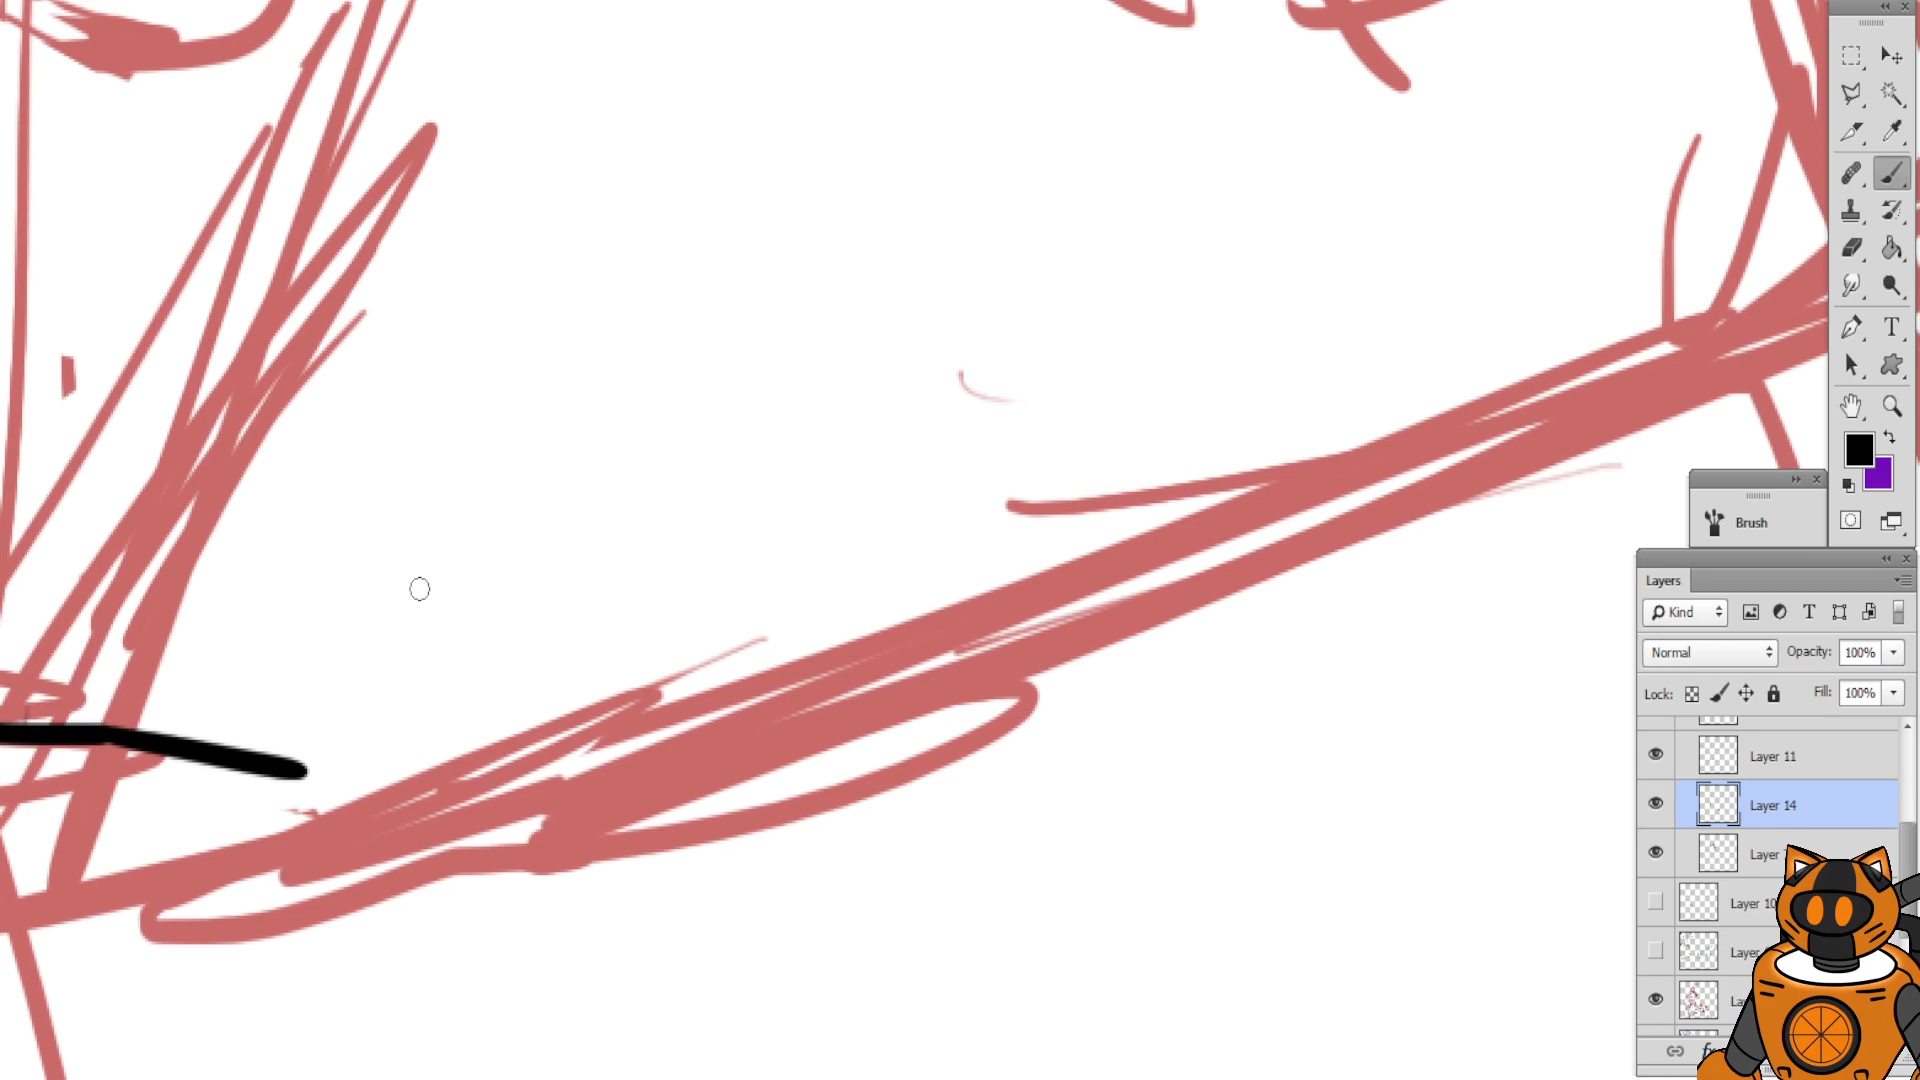 Brush
Layers
Kind
Normal
Opacity: 100%
Lock:
Fill: 100%
Layer 11
Layer 14
Layer
Layer 10
Layer